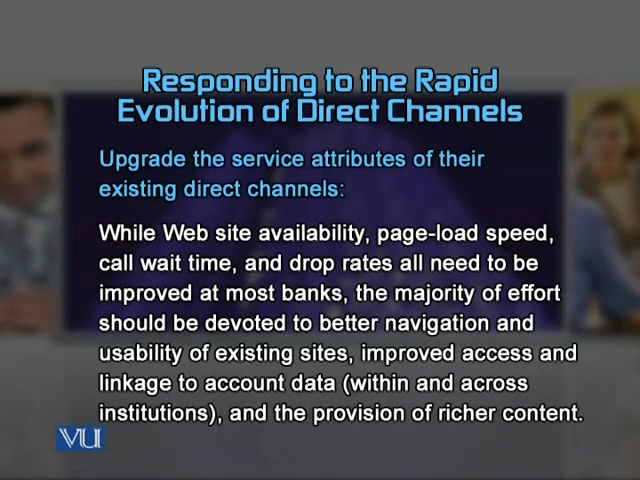 Responding to the Rapid
Evolution of Direct Channels
Upgrade the service attributes of their
existing direct channels:
While Web site availability, page-load speed,
call wait time, and drop rates all need to be
improved at most banks, the majority of effort
should be devoted to better navigation and
usability of existing sites, improved access and
linkage to account data (within and across
institutions), and the provision of richer content.
VU